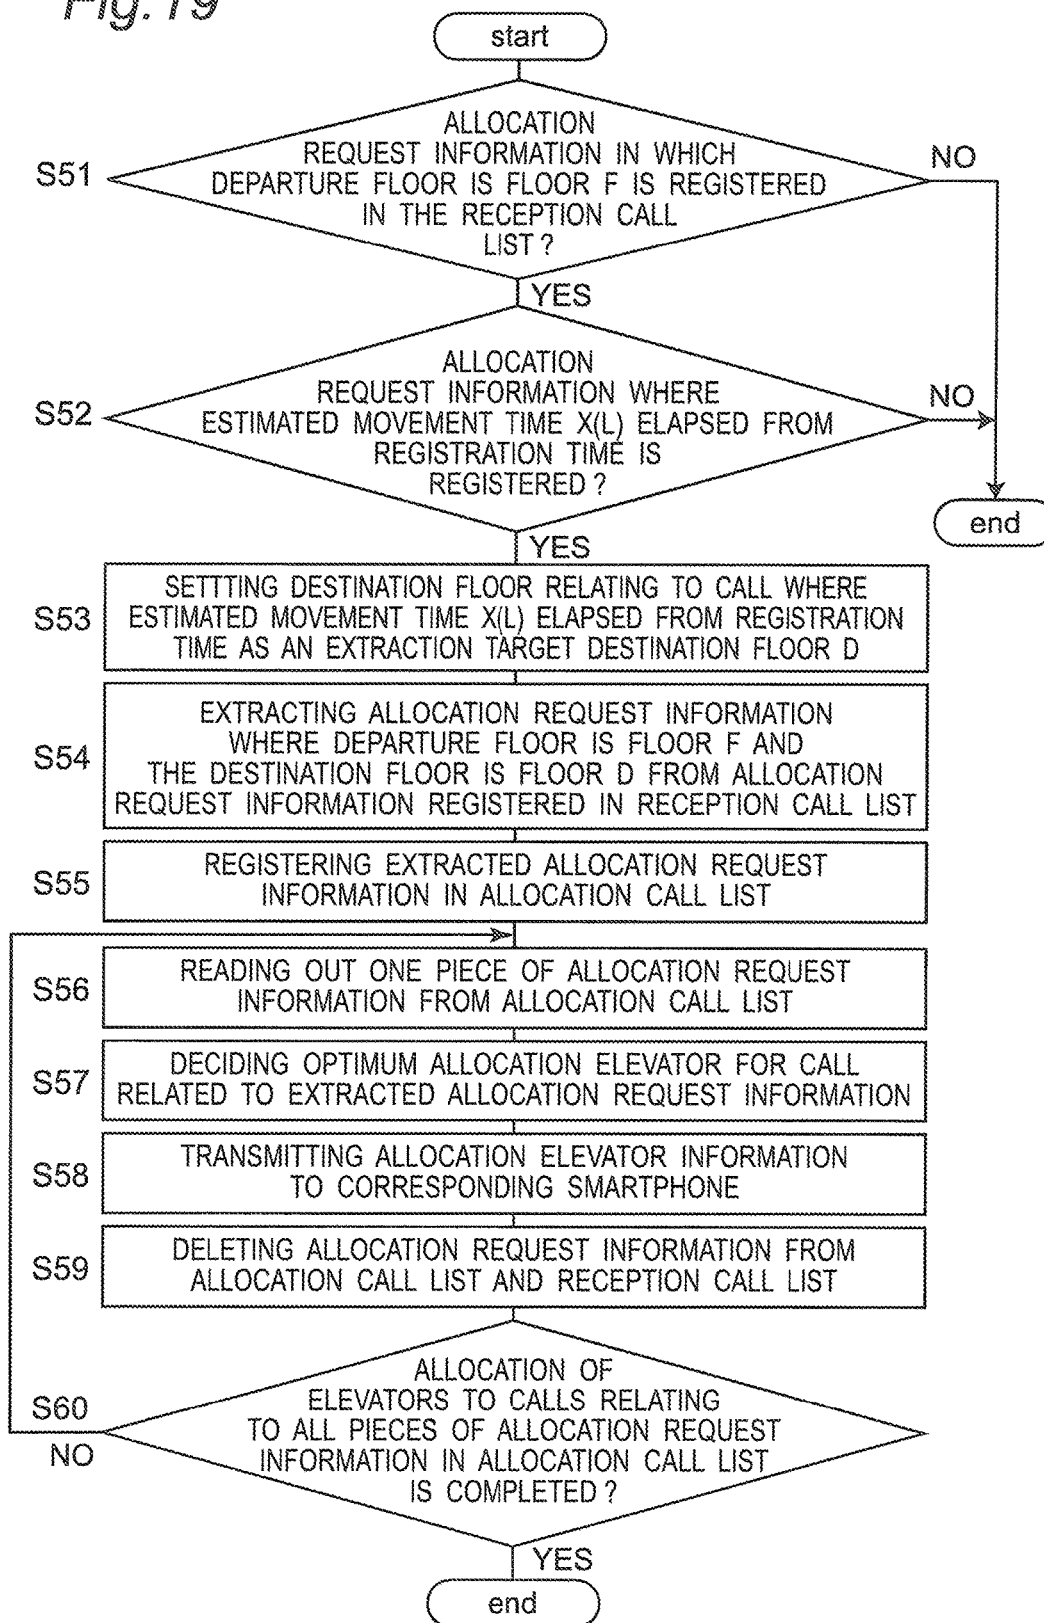 Fig. 19
start
S51
ALLOCATION
REQUEST INFORMATION IN WHICH
DEPARTURE FLOOR IS FLOOR F IS REGISTERED
IN THE RECEPTION CALL
LIST ?
NO
YES
S52
ALLOCATION
REQUEST INFORMATION WHERE
ESTIMATED MOVEMENT TIME X(L) ELAPSED FROM
REGISTRATION TIME IS
REGISTERED ?
NO
end
YES
S53
SETTTING DESTINATION FLOOR RELATING TO CALL WHERE
ESTIMATED MOVEMENT TIME X(L) ELAPSED FROM REGISTRATION
TIME AS AN EXTRACTION TARGET DESTINATION FLOOR D
S54
EXTRACTING ALLOCATION REQUEST INFORMATION
WHERE DEPARTURE FLOOR IS FLOOR F AND
THE DESTINATION FLOOR IS FLOOR D FROM ALLOCATION
REQUEST INFORMATION REGISTERED IN RECEPTION CALL LIST
S55
REGISTERING EXTRACTED ALLOCATION REQUEST
INFORMATION IN ALLOCATION CALL LIST
S56
READING OUT ONE PIECE OF ALLOCATION REQUEST
INFORMATION FROM ALLOCATION CALL LIST
S57
DECIDING OPTIMUM ALLOCATION ELEVATOR FOR CALL
RELATED TO EXTRACTED ALLOCATION REQUEST INFORMATION
S58
TRANSMITTING ALLOCATION ELEVATOR INFORMATION
TO CORRESPONDING SMARTPHONE
S59
DELETING ALLOCATION REQUEST INFORMATION FROM
ALLOCATION CALL LIST AND RECEPTION CALL LIST
S60
ALLOCATION OF
ELEVATORS TO CALLS RELATING
TO ALL PIECES OF ALLOCATION REQUEST
INFORMATION IN ALLOCATION CALL LIST
IS COMPLETED ?
NO
YES
end